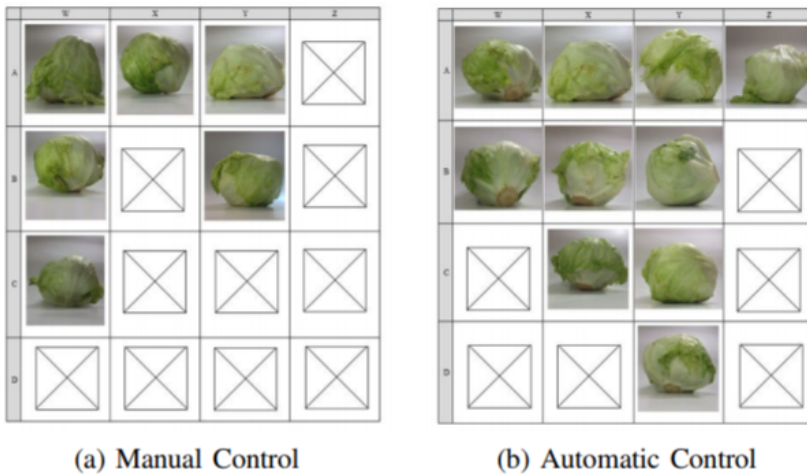 W X Y Z
A
B
C
D
(a) Manual Control
W X Y Z
A
B
C
D
(b) Automatic Control